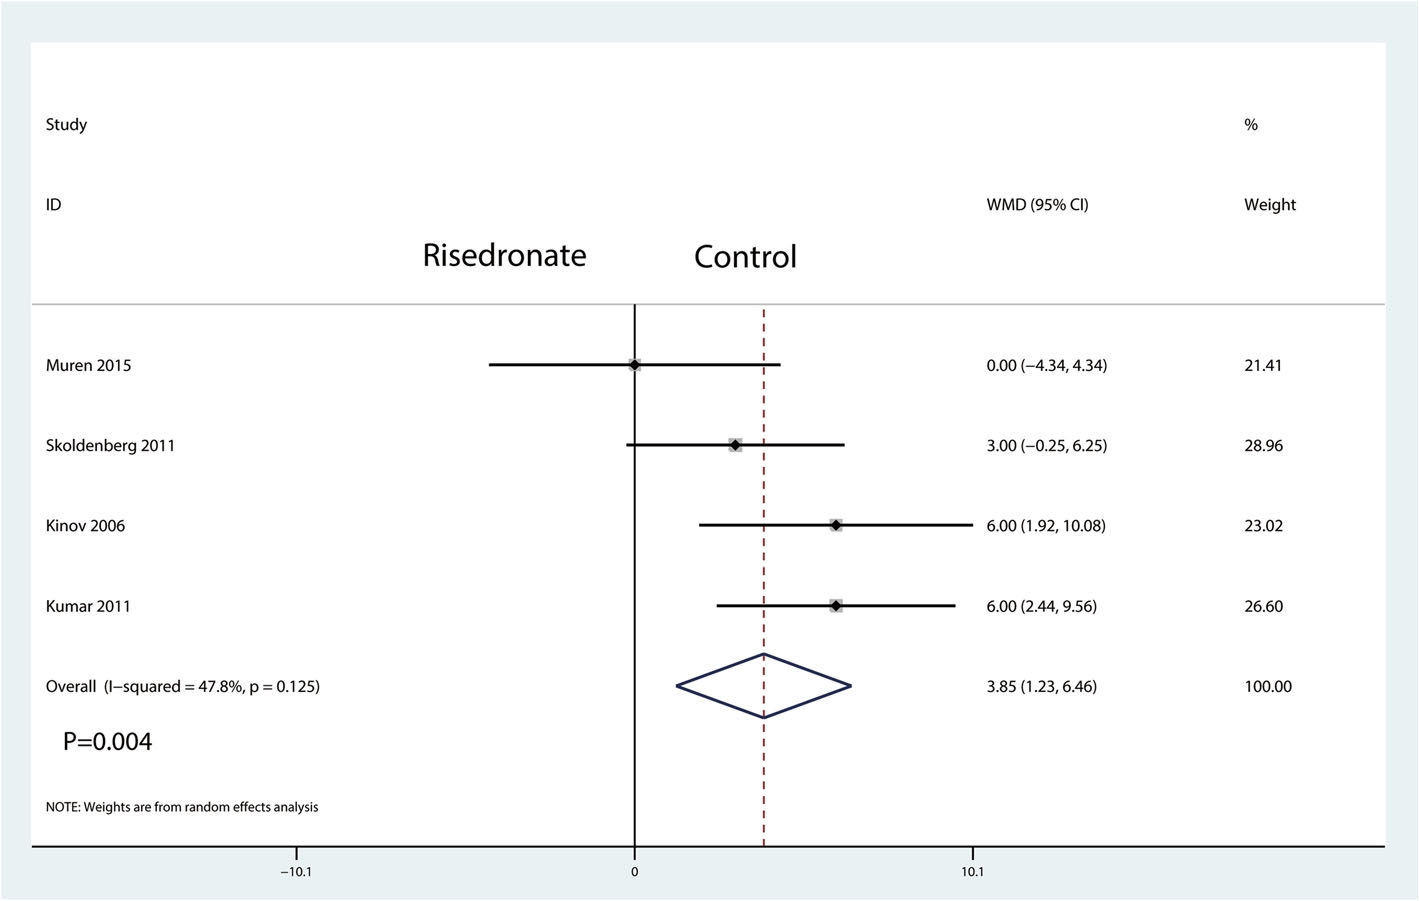 Study %
ID WMD (95% CI) Weight
Risedronate Control
Muren 2015 0.00 (−4.34, 4.34) 21.41
Skoldenberg 2011 3.00 (−0.25, 6.25) 28.96
Kinov 2006 6.00 (1.92, 10.08) 23.02
Kumar 2011 6.00 (2.44, 9.56) 26.60
Overall (I−squared = 47.8%, p = 0.125) 3.85 (1.23, 6.46) 100.00
P=0.004
NOTE: Weights are from random effects analysis
−10.1 0 10.1